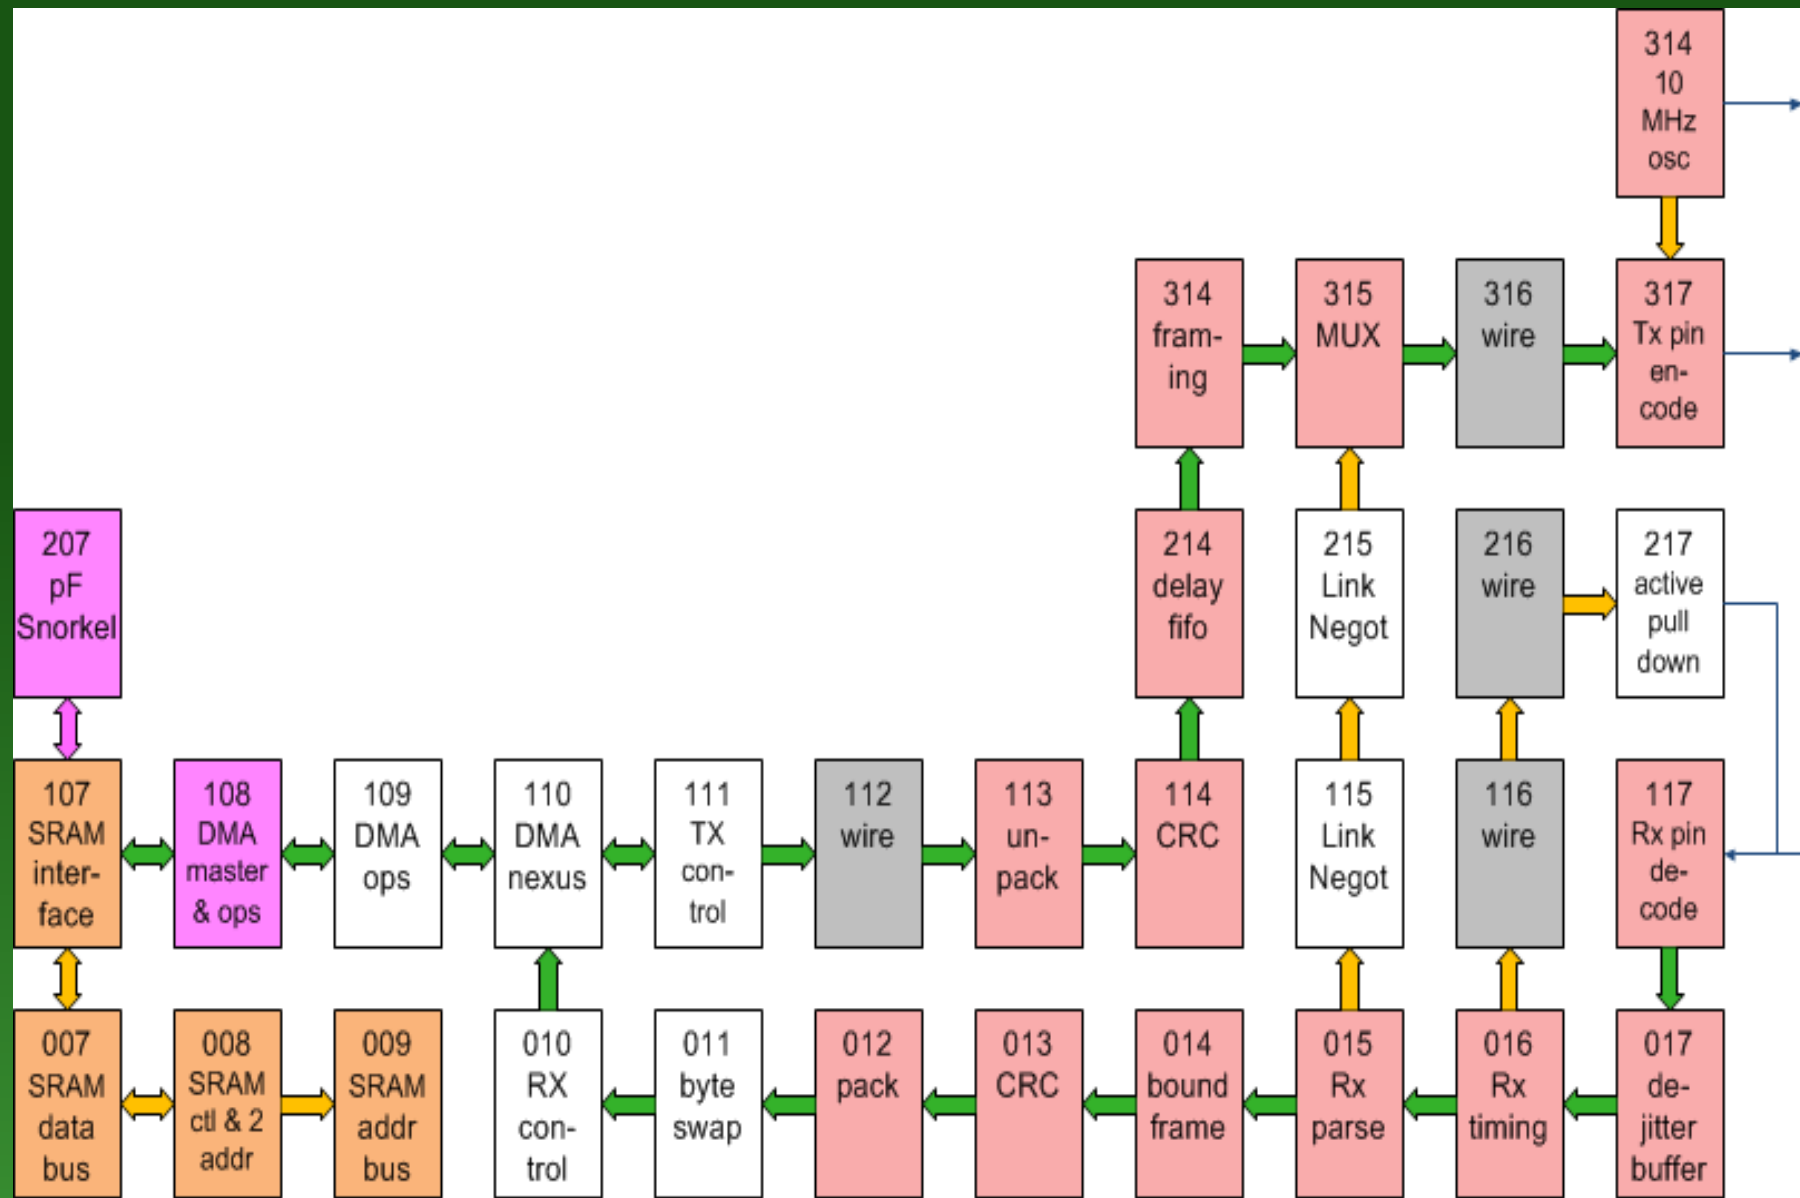 314
10
MHz
osc
314
fram-
ing
315
MUX
316
wire
317
Tx pin
en-
code
207
pF
Snorkel
214
delay
fifo
215
Link
Negot
216
wire
217
active
pull
down
107
SRAM
inter-
face
108
DMA
master
& ops
109
DMA
ops
110
DMA
nexus
111
TX
con-
trol
112
wire
113
un-
pack
114
CRC
115
Link
Negot
116
wire
117
Rx pin
de-
code
007
SRAM
data
bus
008
SRAM
ctl & 2
addr
009
SRAM
addr
bus
010
RX
con-
trol
011
byte
swap
012
pack
013
CRC
014
bound
frame
015
Rx
parse
016
Rx
timing
017
de-
jitter
buffer